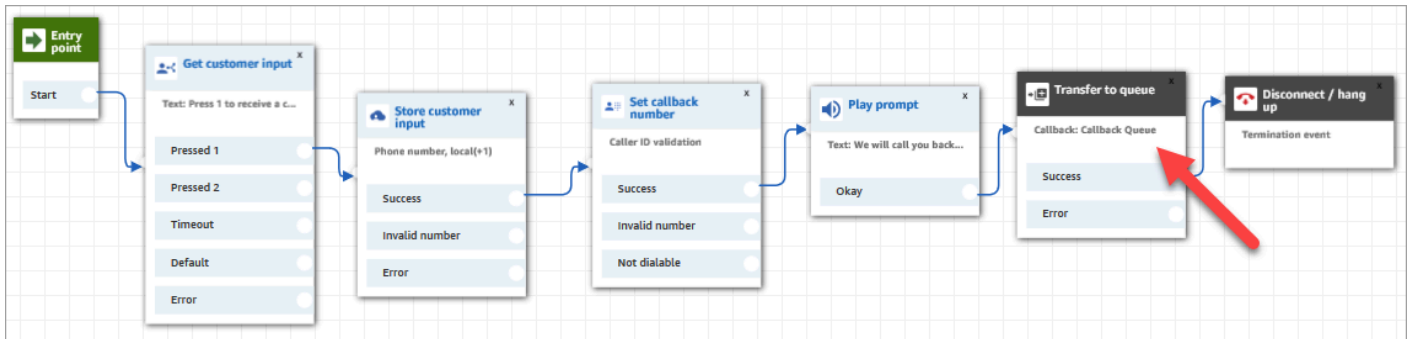 Entry
point
Start
x
Get customer input
Text: Press 1 to receive a c...
Pressed 1
Pressed 2
Timeout
Default
Error
x
Store customer
input
Phone number, local(+1)
Success
Invalid number
Error
x
Set callback
number
Caller ID validation
Success
Invalid number
Not dialable
x
Play prompt
Text: We will call you back...
Okay
x
Transfer to queue
Callback: Callback Queue
Success
Error
x
Disconnect / hang
up
Termination event